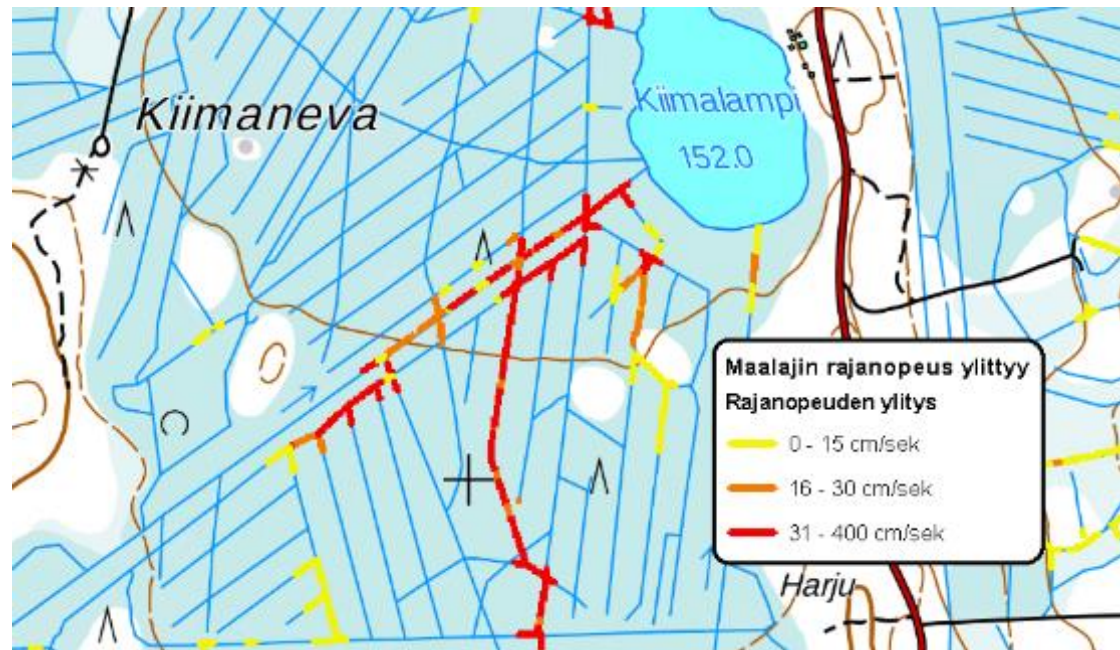 Kiimaneva
Kiimalampi
152.0
Maalajin rajanopeus ylittyy
Rajanopeuden ylitys
0 - 15 cm/sek
16 - 30 cm/sek
31 - 400 cm/sek
Harju